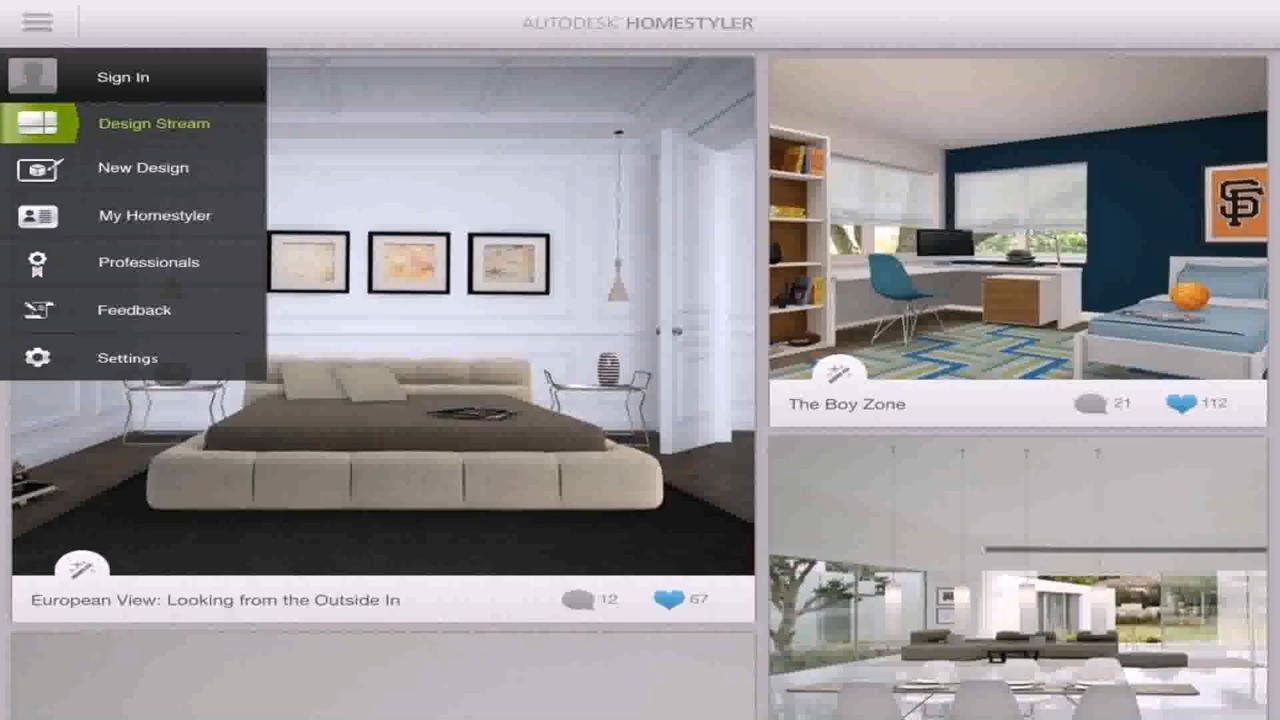 AUTODESK HOMESTYLER
Sign In
Design Stream
New Design
My Homestyler
Professionals
Feedback
Settings
SF
The Boy Zone
21
112
European View: Looking from the Outside In
12
67